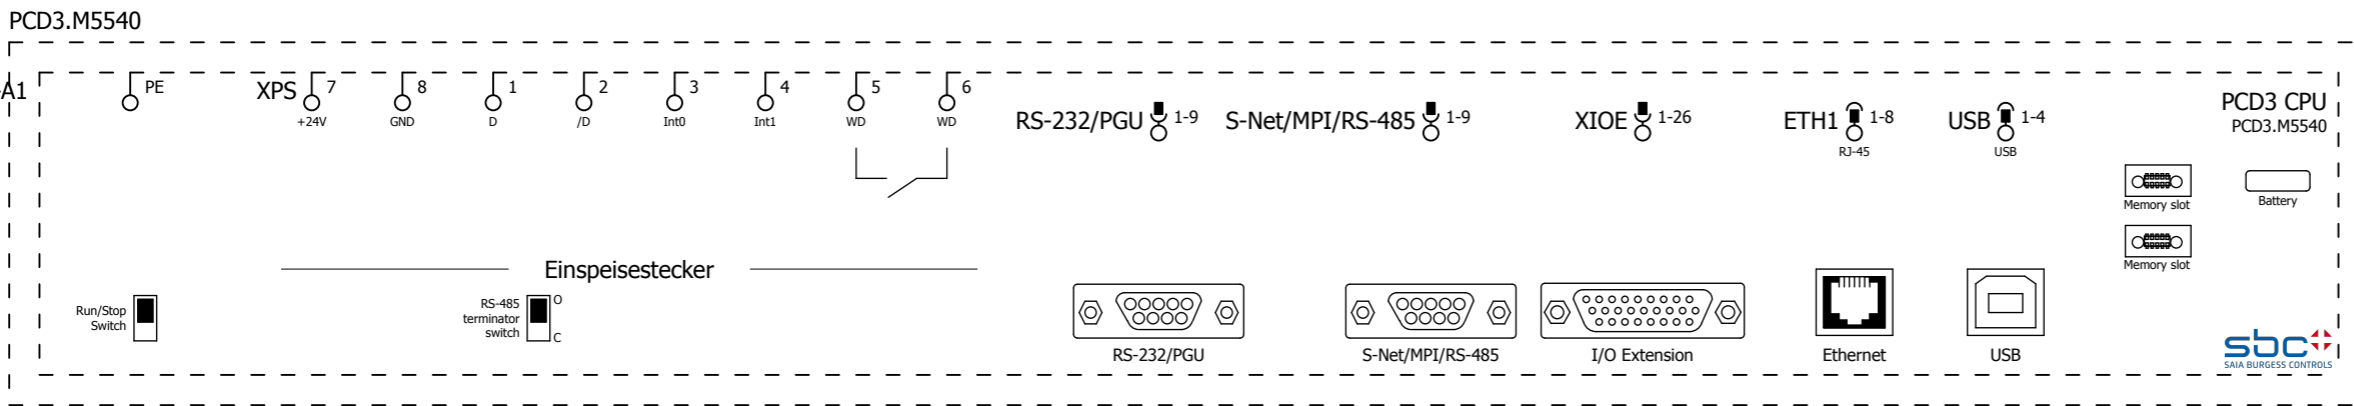 PCD3.M5540
-A1
PE
XPS 7 8 1 2 3 4 5 6
+24V GND D /D Int0 Int1 WD WD
RS-232/PGU 1-9
S-Net/MPI/RS-485 1-9
XIOE 1-26
ETH1 1-8
RJ-45
USB 1-4
USB
PCD3 CPU
PCD3.M5540
Memory slot
Battery
Memory slot
Einspeisestecker
Run/Stop
Switch
RS-485
terminator
switch
O
C
RS-232/PGU
S-Net/MPI/RS-485
I/O Extension
Ethernet
USB
sbc
SAIA BURGESS CONTROLS